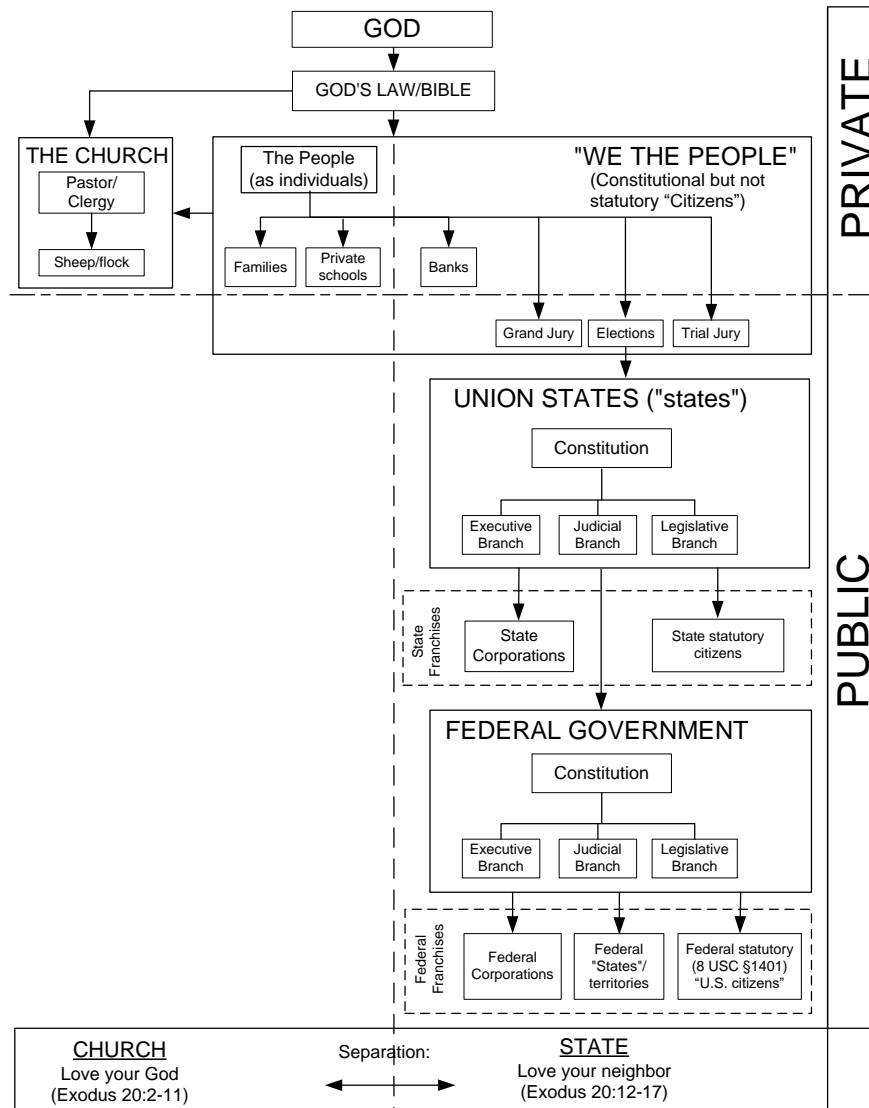 GOD
GOD'S LAW/BIBLE
PRIVATE
THE CHURCH
Pastor/
Clergy
Sheep/flock
The People
(as individuals)
"WE THE PEOPLE"
(Constitutional but not
statutory “Citizens”)
Families
Private
schools
Banks
Grand Jury
Elections
Trial Jury
PUBLIC
UNION STATES ("states")
Constitution
Executive
Branch
Judicial
Branch
Legislative
Branch
State
Franchises
State
Corporations
State statutory
citizens
FEDERAL GOVERNMENT
Constitution
Executive
Branch
Judicial
Branch
Legislative
Branch
Federal
Franchises
Federal
Corporations
Federal
"States"/
territories
Federal statutory
(8 USC §1401)
“U.S. citizens”
CHURCH
Love your God
(Exodus 20:2-11)
Separation:
STATE
Love your neighbor
(Exodus 20:12-17)